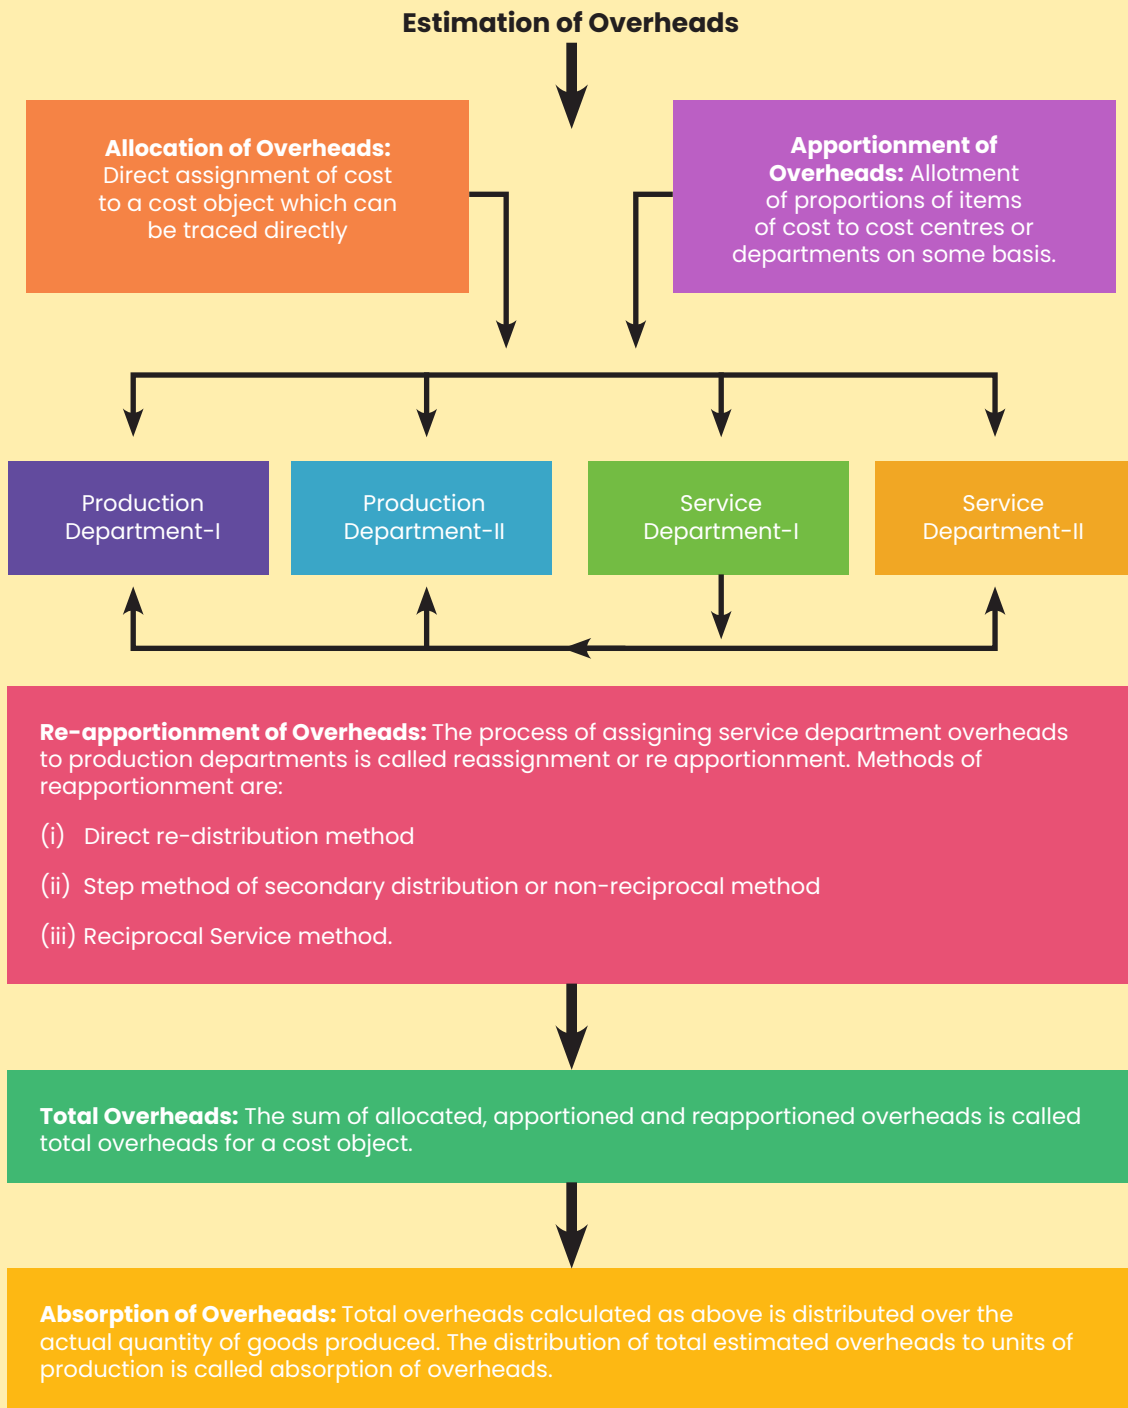 Estimation of Overheads
Allocation of Overheads:
Direct assignment of cost
to a cost object which can
be traced directly
Apportionment of
Overheads: Allotment
of proportions of items
of cost to cost centres or
departments on some basis.
Production
Department-I
Production
Department-II
Service
Department-I
Service
Department-II
Re-apportionment of Overheads: The process of assigning service department overheads
to production departments is called reassignment or re apportionment. Methods of
reapportionment are:
(i) Direct re-distribution method
(ii) Step method of secondary distribution or non-reciprocal method
(iii) Reciprocal Service method.
Total Overheads: The sum of allocated, apportioned and reapportioned overheads is called
total overheads for a cost object.
Absorption of Overheads: Total overheads calculated as above is distributed over the
actual quantity of goods produced. The distribution of total estimated overheads to units of
production is called absorption of overheads.